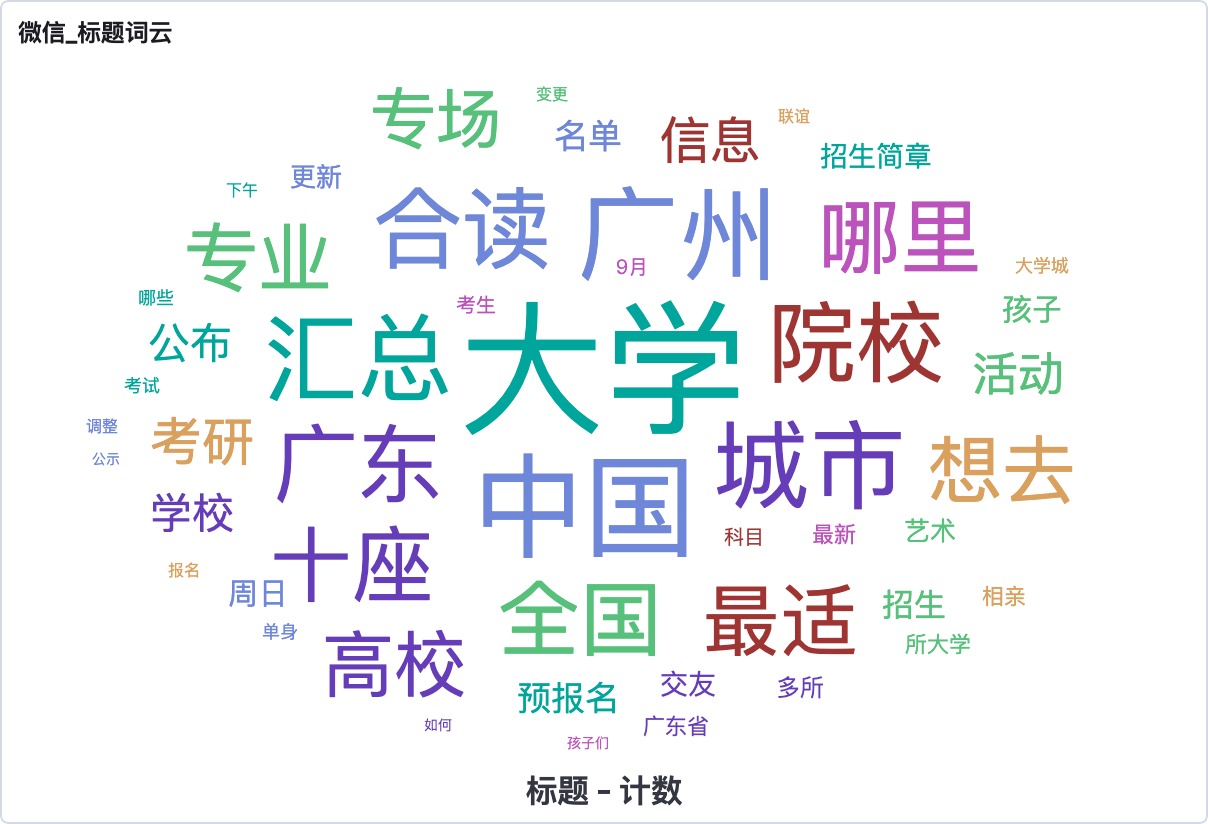 微信_标题词云
专场
变更
名单
信息
联谊
招生简章
更新
下午
合读
广州
哪里
专业
9月
大学城
哪些
考生
孩子
公布
汇总
大学
院校
活动
考试
调整
考研
广东
中国
城市
想去
公示
学校
科目
最新
艺术
十座
报名
周日
全国
最适
招生
相亲
单身
所大学
高校
预报名
交友
多所
如何
广东省
孩子们
标题 – 计数